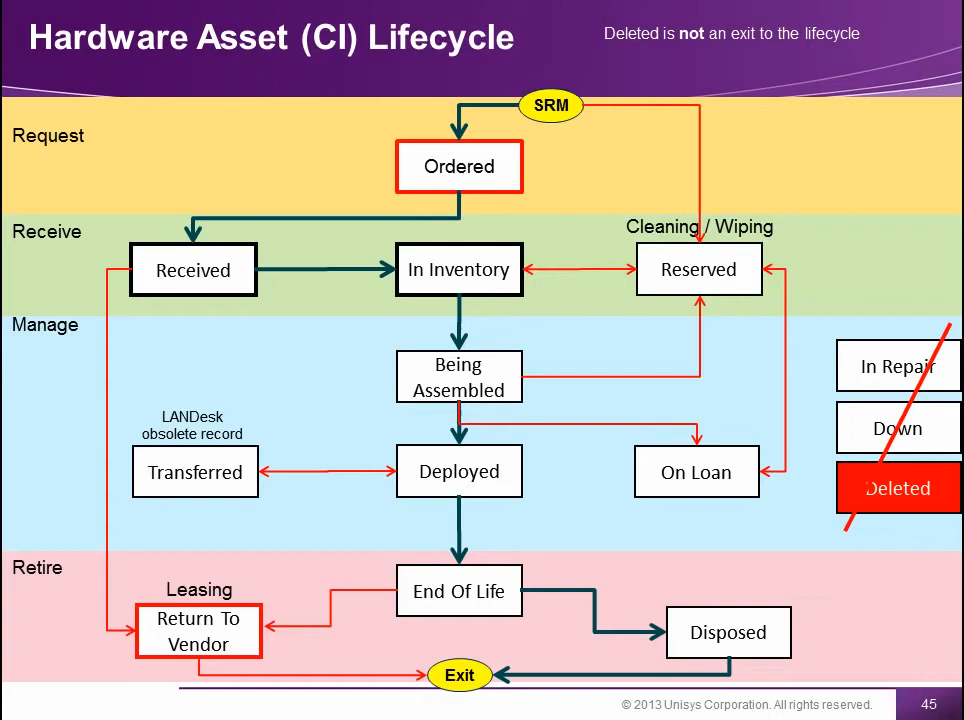 Hardware Asset (CI) Lifecycle
Deleted is not an exit to the lifecycle
SRM
Request
Ordered
Receive
Cleaning / Wiping
Received
In Inventory
Reserved
Manage
Being
Assembled
In Repair
LANDesk
obsolete record
Down
Transferred
Deployed
On Loan
Deleted
Retire
Leasing
End Of Life
Return To
Vendor
Disposed
Exit
© 2013 Unisys Corporation. All rights reserved.
45